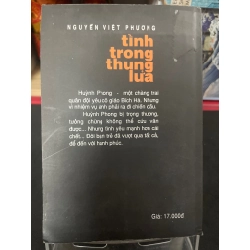 NGUYỄN VIỆT PHƯƠNG
tình
trong
thung
lũa
Huỳnh Phong - một chàng trai
quân đội yêu cô giáo Bích Hà. Nhưng
vì nhiệm vụ anh phải ra đi chiến đấu.
Huỳnh Phong bị trọng thương,
tưởng chừng không thể cứu vãn
được... Nhưng tình yêu mạnh hơn cái
chết... Đôi bạn trẻ đã vượt qua tất cả,
để đến với hạnh phúc.
Giá: 17.000đ